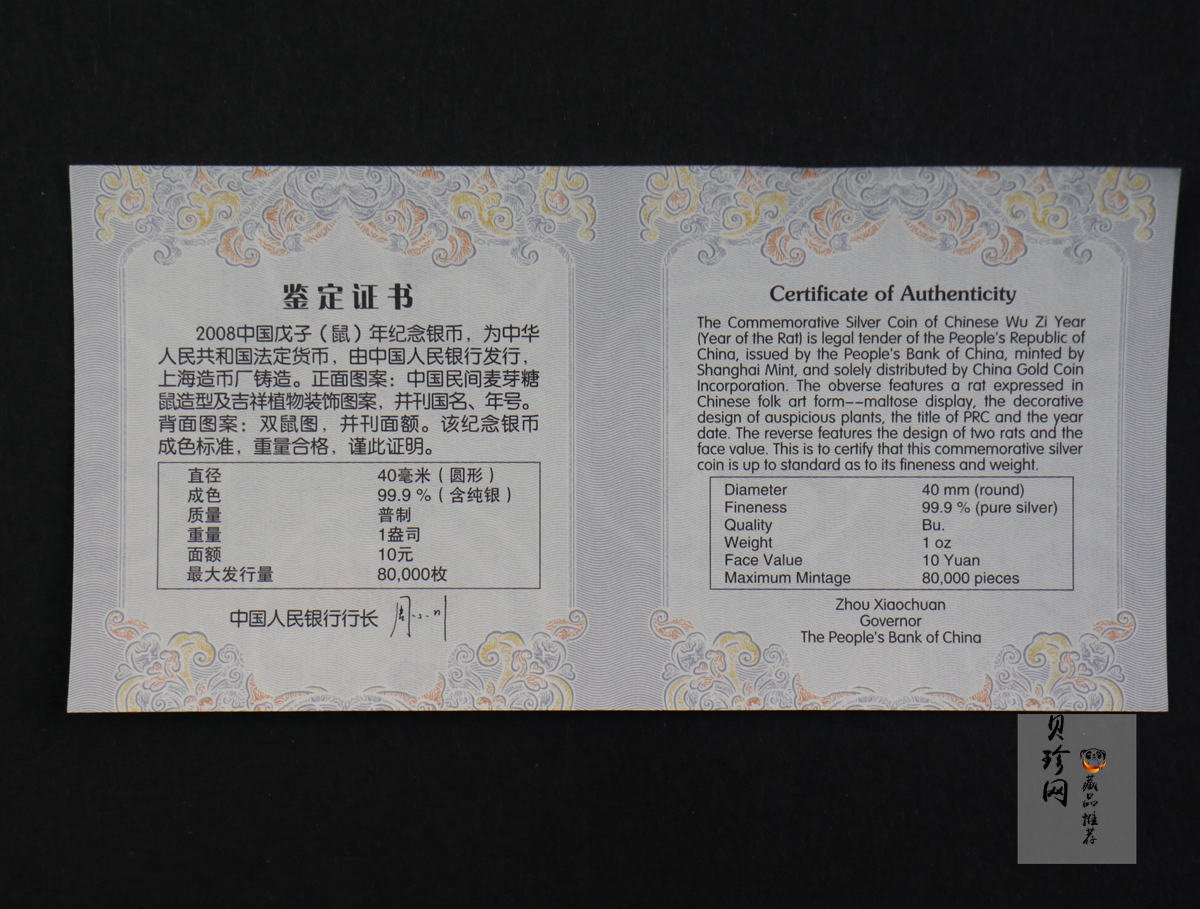 鉴定证书
2008中国戊子（鼠）年纪念银币，为中华
人民共和国法定货币，由中国人民银行发行，
上海造币厂铸造。正面图案：中国民间麦芽糖
鼠造型及吉祥植物装饰图案，并刊国名、年号。
背面图案：双鼠图，并刊面额。该纪念银币
成色标准，重量合格，谨此证明。
直径 40毫米（圆形）
成色 99.9％（含纯银）
质量 普制
重量 1盎司
面额 10元
最大发行量 80,000枚
中国人民银行行长
Certificate of Authenticity
The Commemorative Silver Coin of Chinese Wu Zi Year
(Year of the Rat) is legal tender of the People's Republic of
China, issued by the People's Bank of China, minted by
Shanghai Mint, and solely distributed by China Gold Coin
Incorporation. The obverse features a rat expressed in
Chinese folk art form--maltose display, the decorative
design of auspicious plants, the title of PRC and the year
date. The reverse features the design of two rats and the
face value. This is to certify that this commemorative silver
coin is up to standard as to its fineness and weight.
Diameter 40 mm (round)
Fineness 99.9 % (pure silver)
Quality Bu.
Weight 1 oz
Face Value 10 Yuan
Maximum Mintage 80,000 pieces
Zhou Xiaochuan
Governor
The People's Bank of China
贝珍网
藏品推荐